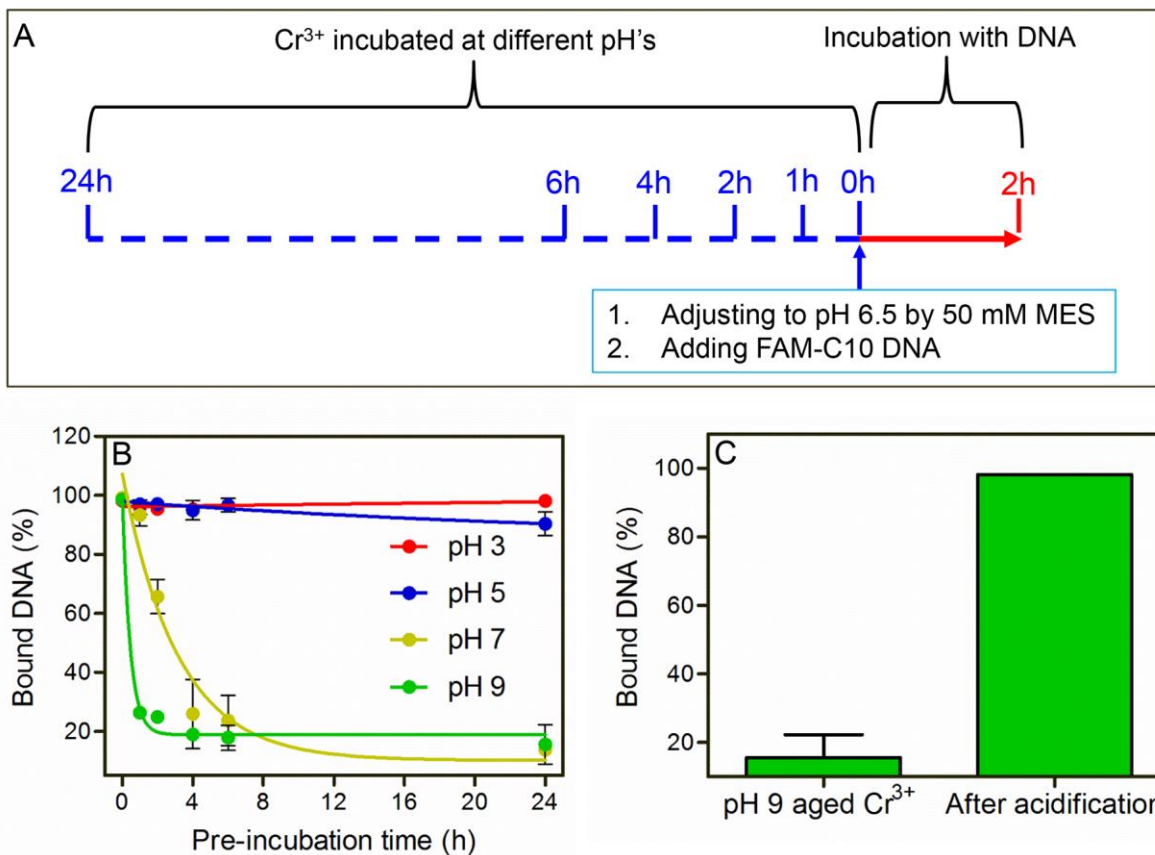 A
Cr³⁺ incubated at different pH's
Incubation with DNA
24h
6h
4h
2h
1h
0h
2h
1. Adjusting to pH 6.5 by 50 mM MES
2. Adding FAM-C10 DNA
B
Bound DNA (%)
120
100
80
60
40
20
pH 3
pH 5
pH 7
pH 9
0 4 8 12 16 20 24
Pre-incubation time (h)
C
Bound DNA (%)
100
80
60
40
20
pH 9 aged Cr³⁺ After acidification